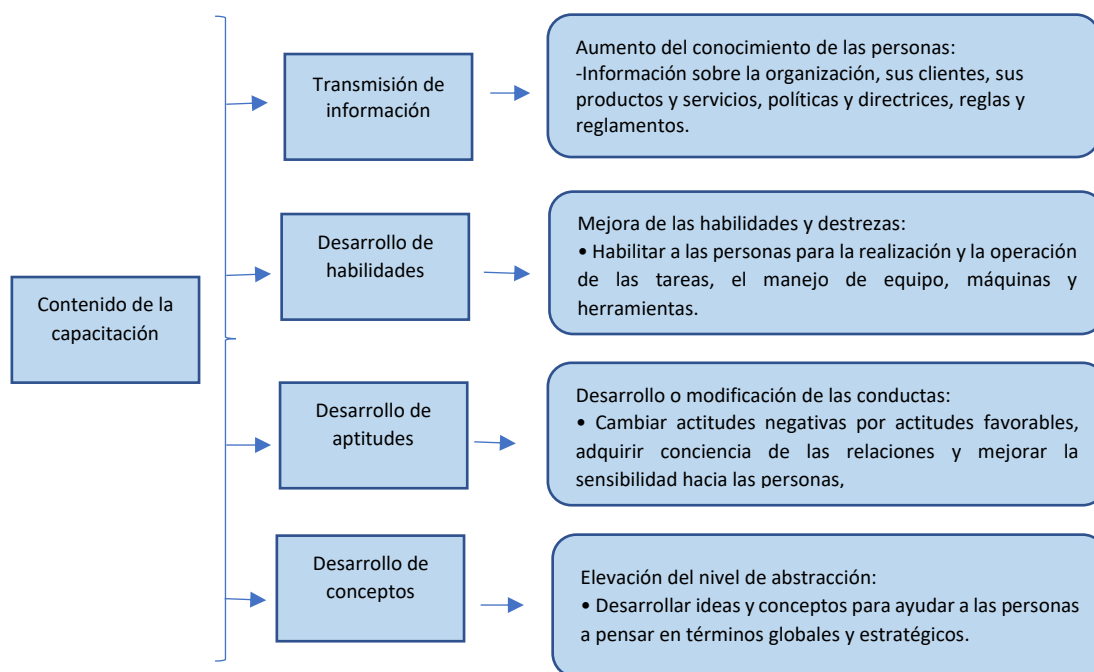 Contenido de la
capacitación
Transmisión de
información
Aumento del conocimiento de las personas:
-Información sobre la organización, sus clientes, sus
productos y servicios, políticas y directrices, reglas y
reglamentos.
Desarrollo de
habilidades
Mejora de las habilidades y destrezas:
• Habilitar a las personas para la realización y la operación
de las tareas, el manejo de equipo, máquinas y
herramientas.
Desarrollo de
aptitudes
Desarrollo o modificación de las conductas:
• Cambiar actitudes negativas por actitudes favorables,
adquirir conciencia de las relaciones y mejorar la
sensibilidad hacia las personas,
Desarrollo de
conceptos
Elevación del nivel de abstracción:
• Desarrollar ideas y conceptos para ayudar a las personas
a pensar en términos globales y estratégicos.